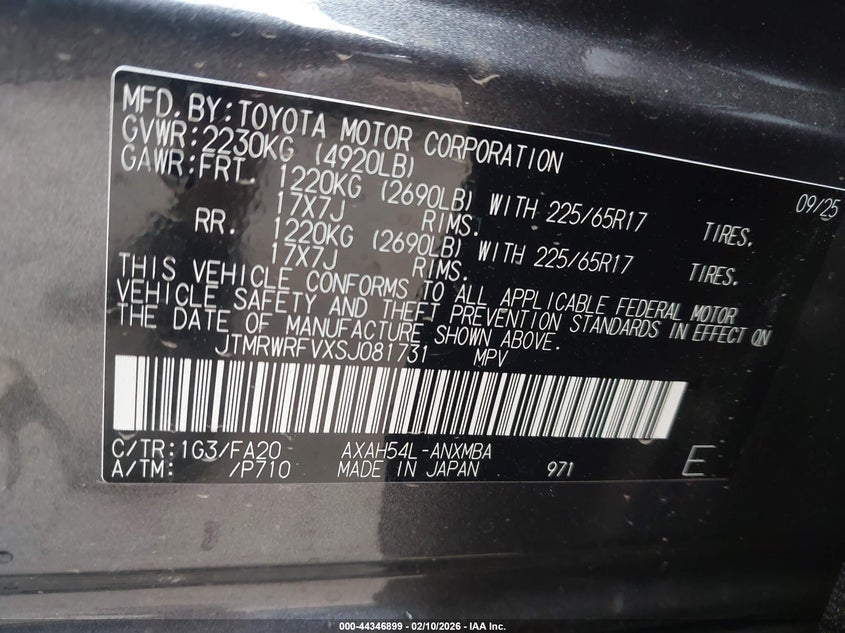 MFD. BY: TOYOTA MOTOR CORPORATION 09/25
GVWR: 2230KG (4920LB)
GAWR: FRT. 1220KG (2690LB) WITH 225/65R17 TIRES.
17X7J RIMS.
RR. 1220KG (2690LB) WITH 225/65R17 TIRES.
17X7J RIMS.
THIS VEHICLE CONFORMS TO ALL APPLICABLE FEDERAL MOTOR
VEHICLE SAFETY AND THEFT PREVENTION STANDARDS IN EFFECT ON
THE DATE OF MANUFACTURE SHOWN ABOVE.
JTMRWRFVXSJ081731 MPV
C/TR: 1G3/FA20 AXAH54L-ANXMBA
A/TM: /P710 MADE IN JAPAN 971 E
000-44346899 - 02/10/2026 - IAA Inc.